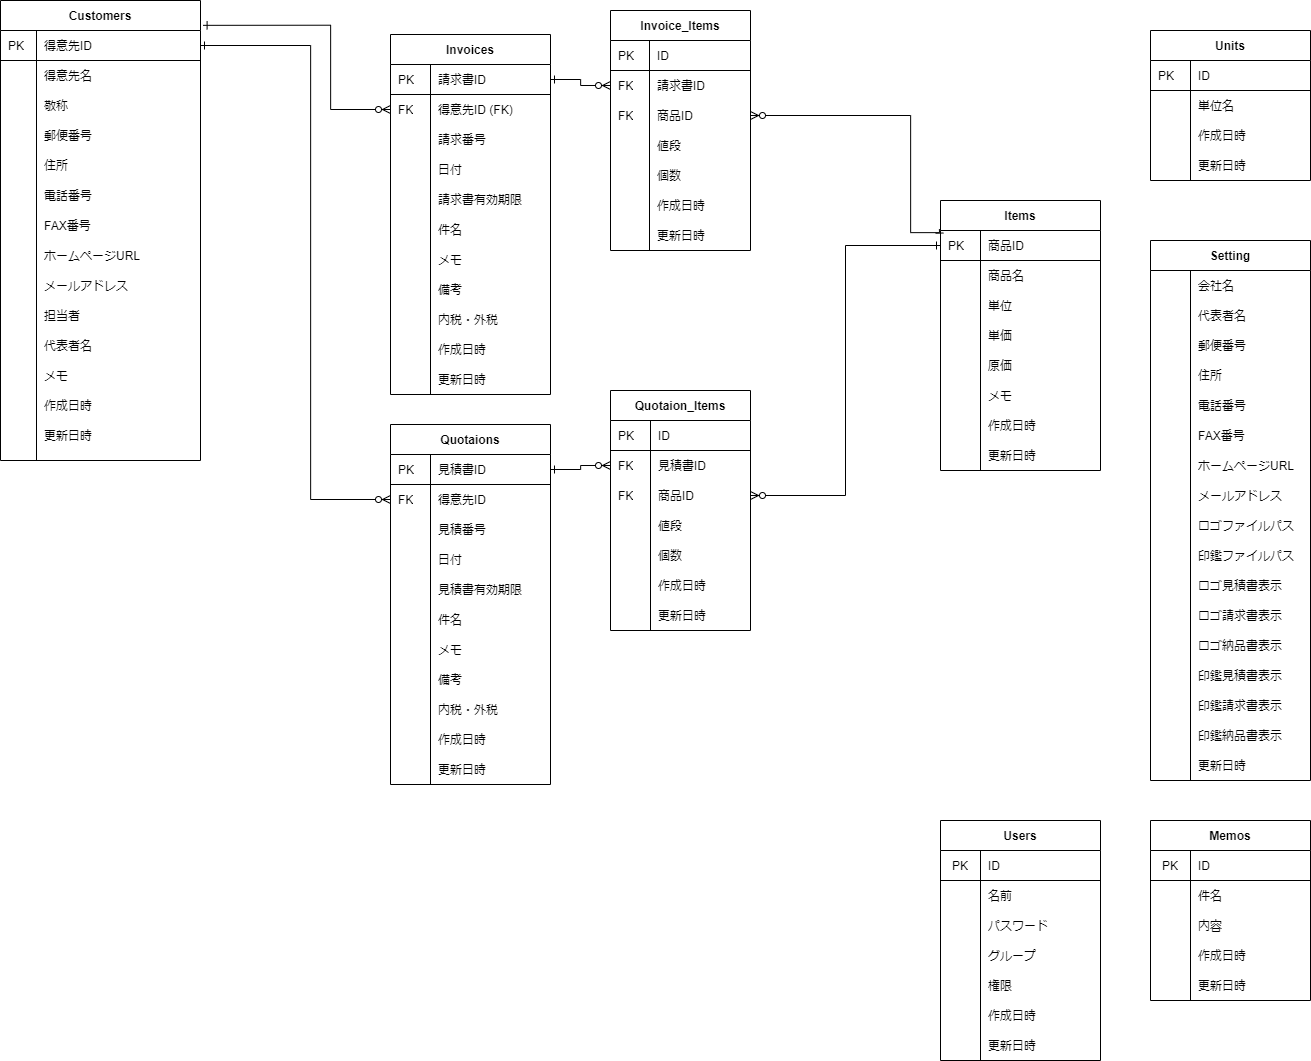 Customers
PK 得意先ID
得意先名
敬称
郵便番号
住所
電話番号
FAX番号
ホームページURL
メールアドレス
担当者
代表者名
メモ
作成日時
更新日時
Invoices
PK 請求書ID
FK 得意先ID (FK)
請求番号
日付
請求書有効期限
件名
メモ
備考
内税・外税
作成日時
更新日時
Quotaions
PK 見積書ID
FK 得意先ID
見積番号
日付
見積書有効期限
件名
メモ
備考
内税・外税
作成日時
更新日時
Invoice_Items
PK ID
FK 請求書ID
FK 商品ID
値段
個数
作成日時
更新日時
Quotaion_Items
PK ID
FK 見積書ID
FK 商品ID
値段
個数
作成日時
更新日時
Items
PK 商品ID
商品名
単位
単価
原価
メモ
作成日時
更新日時
Units
PK ID
単位名
作成日時
更新日時
Setting
会社名
代表者名
郵便番号
住所
電話番号
FAX番号
ホームページURL
メールアドレス
ロゴファイルパス
印鑑ファイルパス
ロゴ見積書表示
ロゴ請求書表示
ロゴ納品書表示
印鑑見積書表示
印鑑請求書表示
印鑑納品書表示
更新日時
Users
PK ID
名前
パスワード
グループ
権限
作成日時
更新日時
Memos
PK ID
件名
内容
作成日時
更新日時